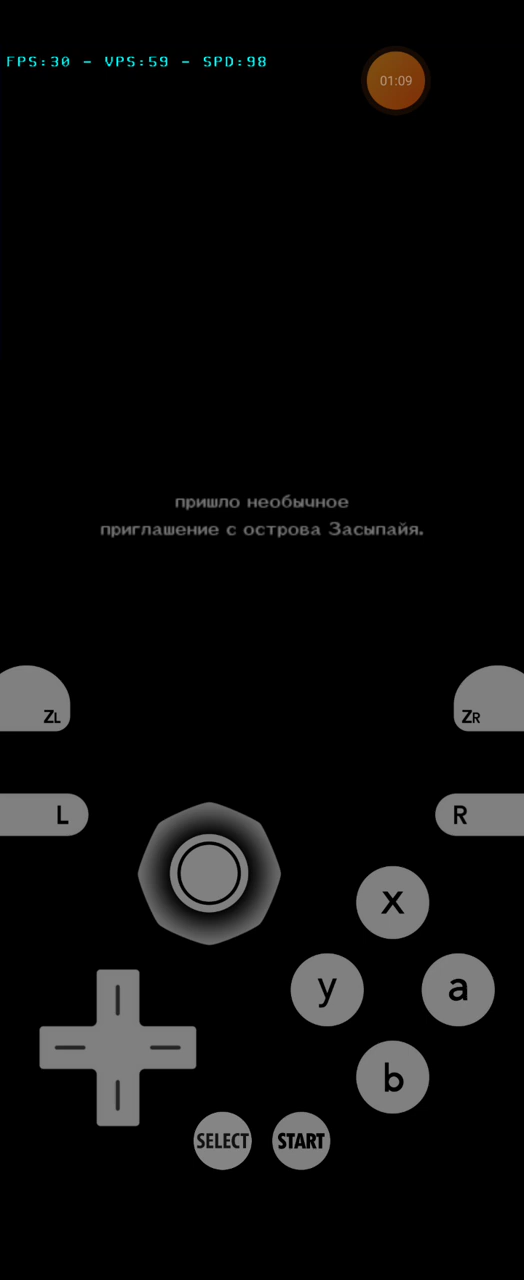 FPS:30 - VPS:59 - SPD:98
01:09
пришло необычное
приглашение с острова Засыпайя.
ZL
ZR
L
R
x
y
a
b
SELECT
START